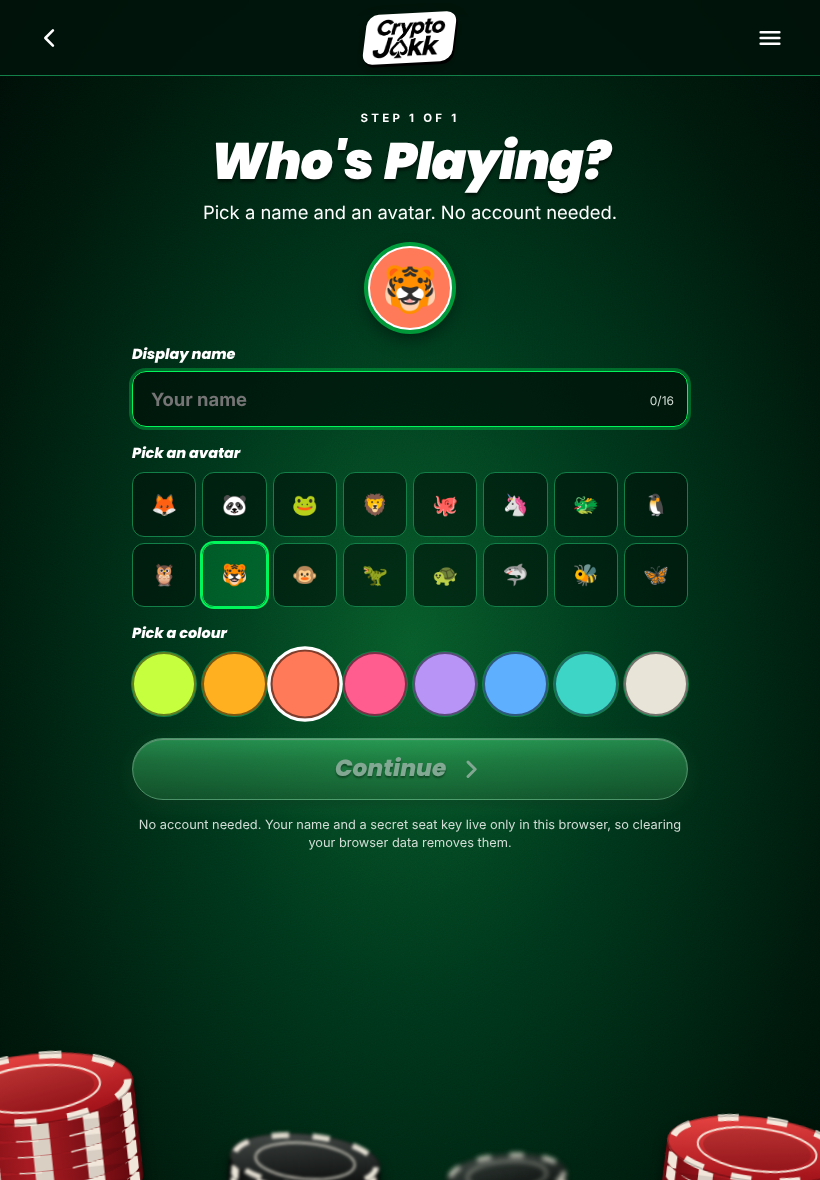 Crypto
Jokk
STEP 1 OF 1
Who's Playing?
Pick a name and an avatar. No account needed.
Display name
Your name
0/16
Pick an avatar
Pick a colour
Continue
No account needed. Your name and a secret seat key live only in this browser, so clearing
your browser data removes them.